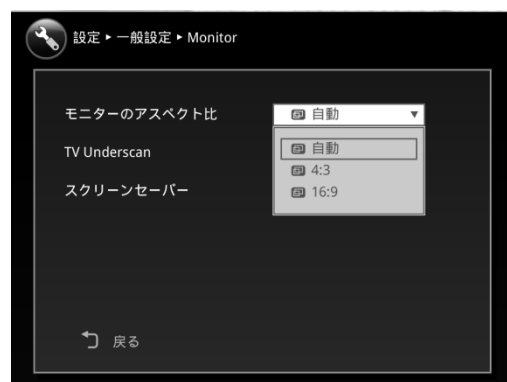 設定 ▸ 一般設定 ▸ Monitor
モニターのアスペクト比
自動
TV Underscan
自動
4:3
スクリーンセーバー
16:9
戻る